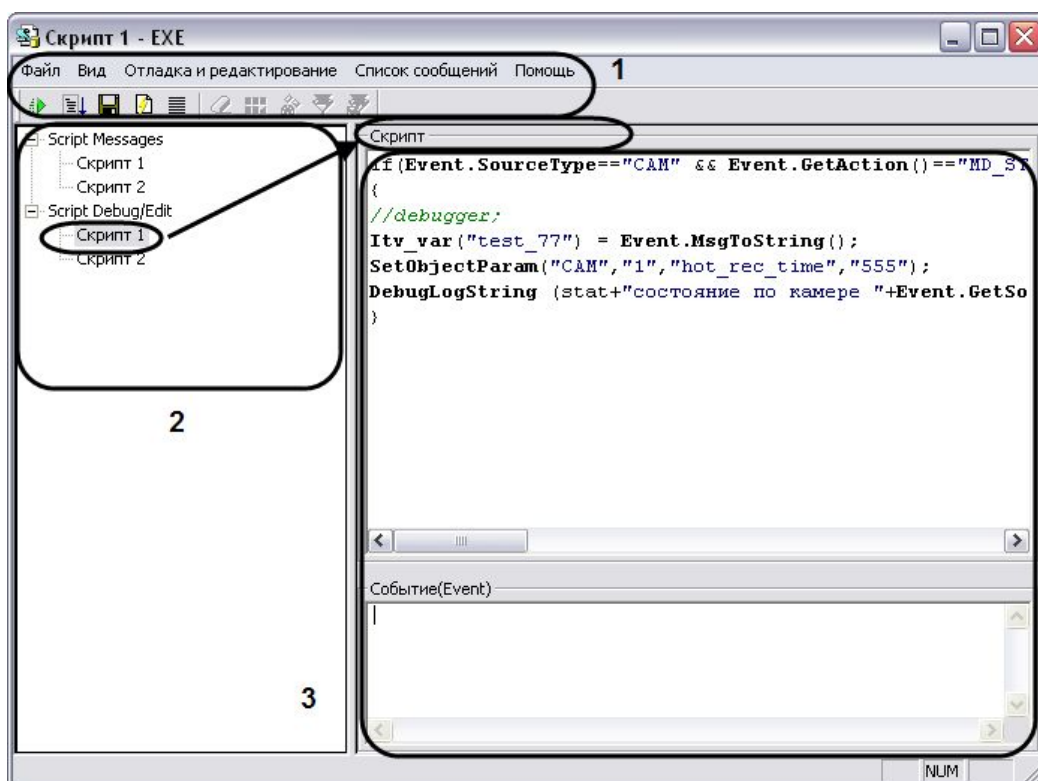 Скрипт 1 - EXE
Файл Вид Отладка и редактирование Список сообщений Помощь
1
Script Messages
Скрипт 1
Скрипт 2
Script Debug/Edit
Скрипт 1
Скрипт 2
2
3
Скрипт
if(Event.SourceType=="CAM" && Event.GetAction()=="MD_ST
{
//debugger;
Itv_var("test_77") = Event.MsgToString();
SetObjectParam("CAM","1","hot_rec_time","555");
DebugLogString (stat+"состояние по камере "+Event.GetSo
}
Событие(Event)
NUM